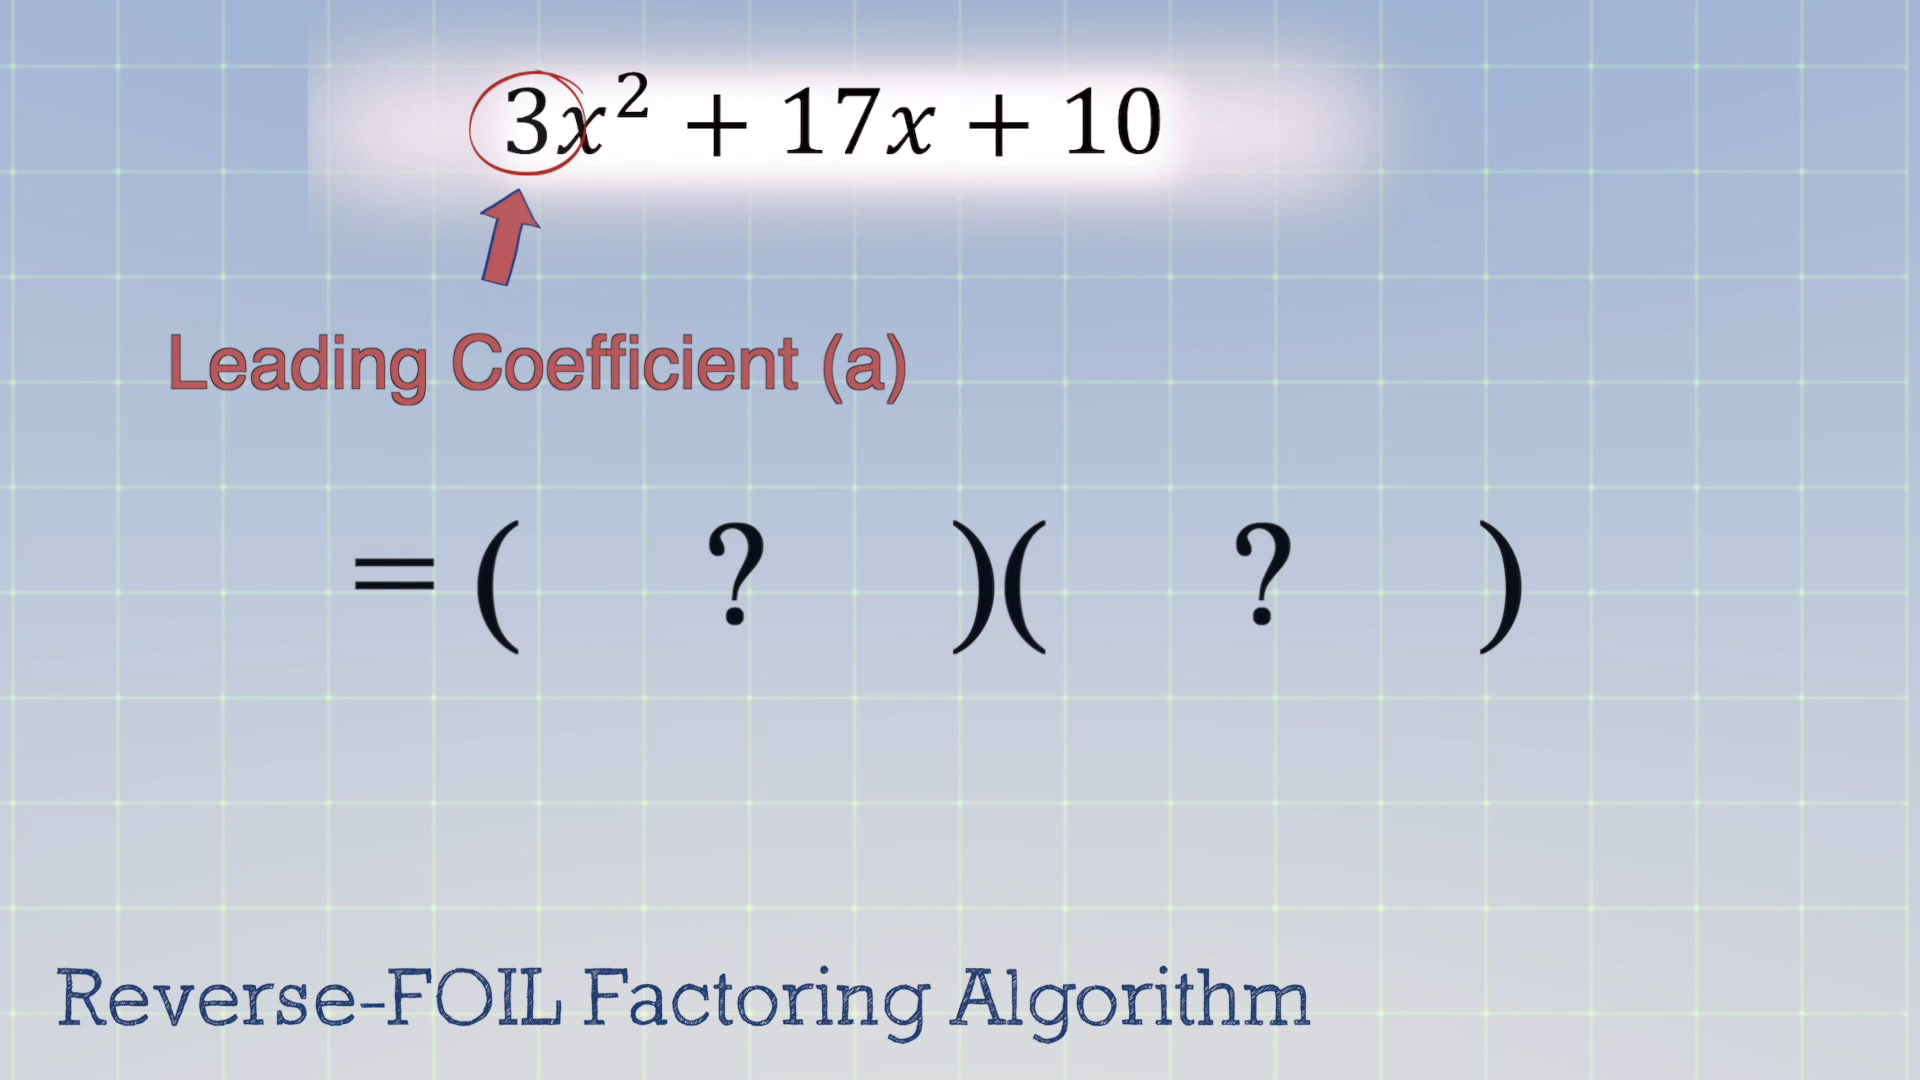 3x² + 17x + 10
Leading Coefficient (a)
= ( ? )( ? )
Reverse-FOIL Factoring Algorithm